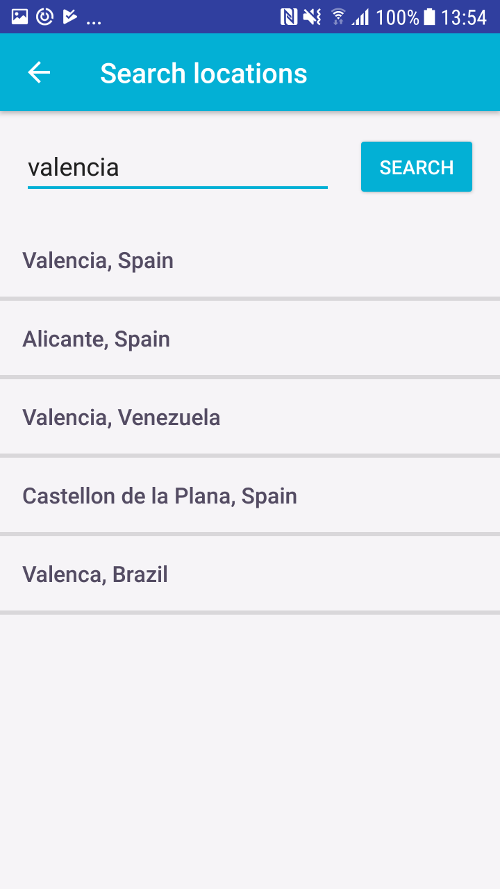 ... 100% 13:54
Search locations
valencia
SEARCH
Valencia, Spain
Alicante, Spain
Valencia, Venezuela
Castellon de la Plana, Spain
Valenca, Brazil